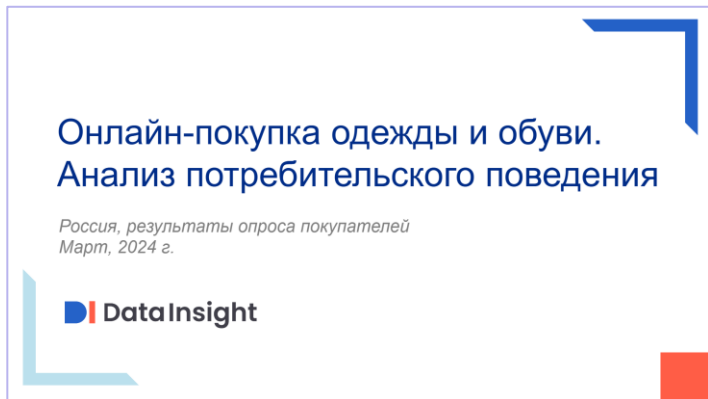 Онлайн-покупка одежды и обуви.
Анализ потребительского поведения
Россия, результаты опроса покупателей
Март, 2024 г.
DataInsight